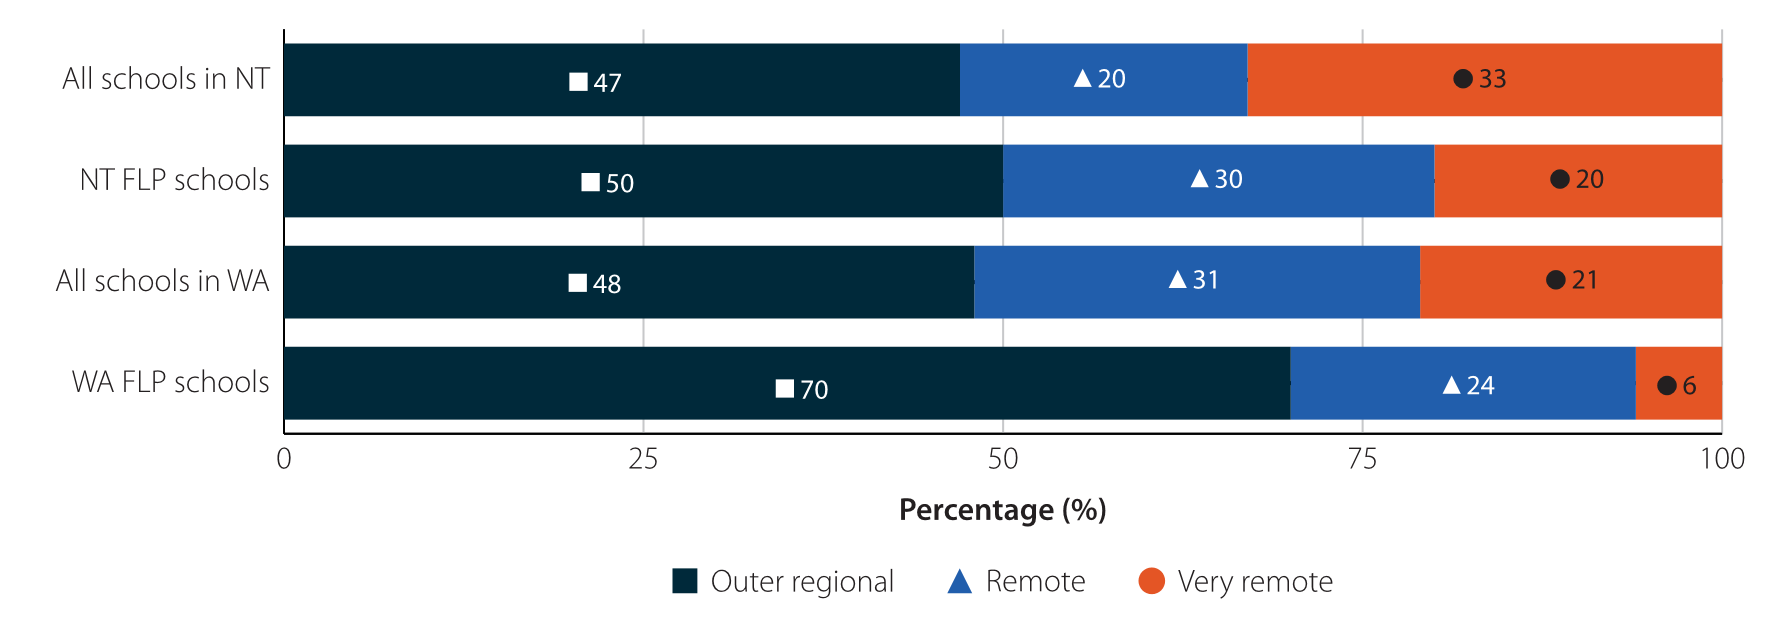 All schools in NT ■ 47 ▲ 20 ● 33
NT FLP schools ■ 50 ▲ 30 ● 20
All schools in WA ■ 48 ▲ 31 ● 21
WA FLP schools ■ 70 ▲ 24 ● 6
0 25 50 75 100
Percentage (%)
■ Outer regional ▲ Remote ● Very remote